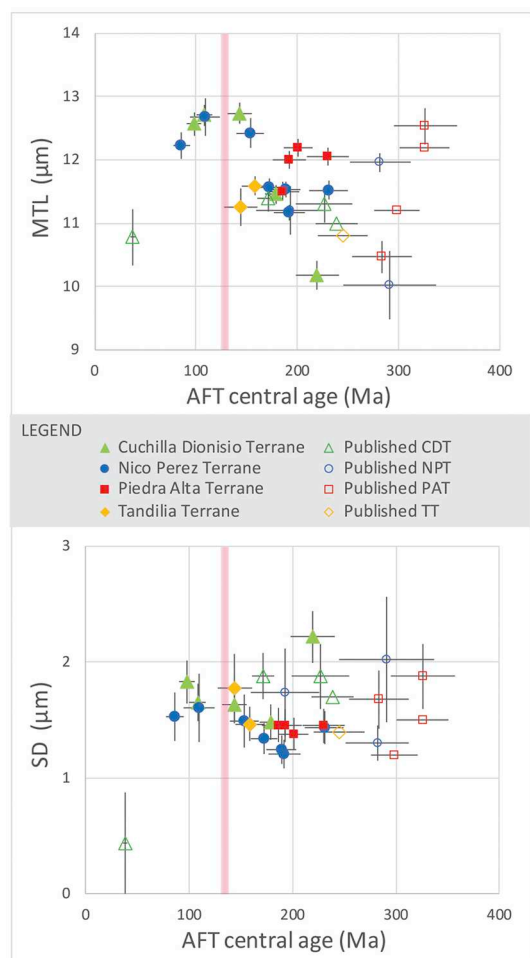 14
13
12
11
10
9
MTL (μm)
0 100 200 300 400
AFT central age (Ma)
LEGEND
Cuchilla Dionisio Terrane Published CDT
Nico Perez Terrane Published NPT
Piedra Alta Terrane Published PAT
Tandilia Terrane Published TT
3
2
1
0
SD (μm)
0 100 200 300 400
AFT central age (Ma)